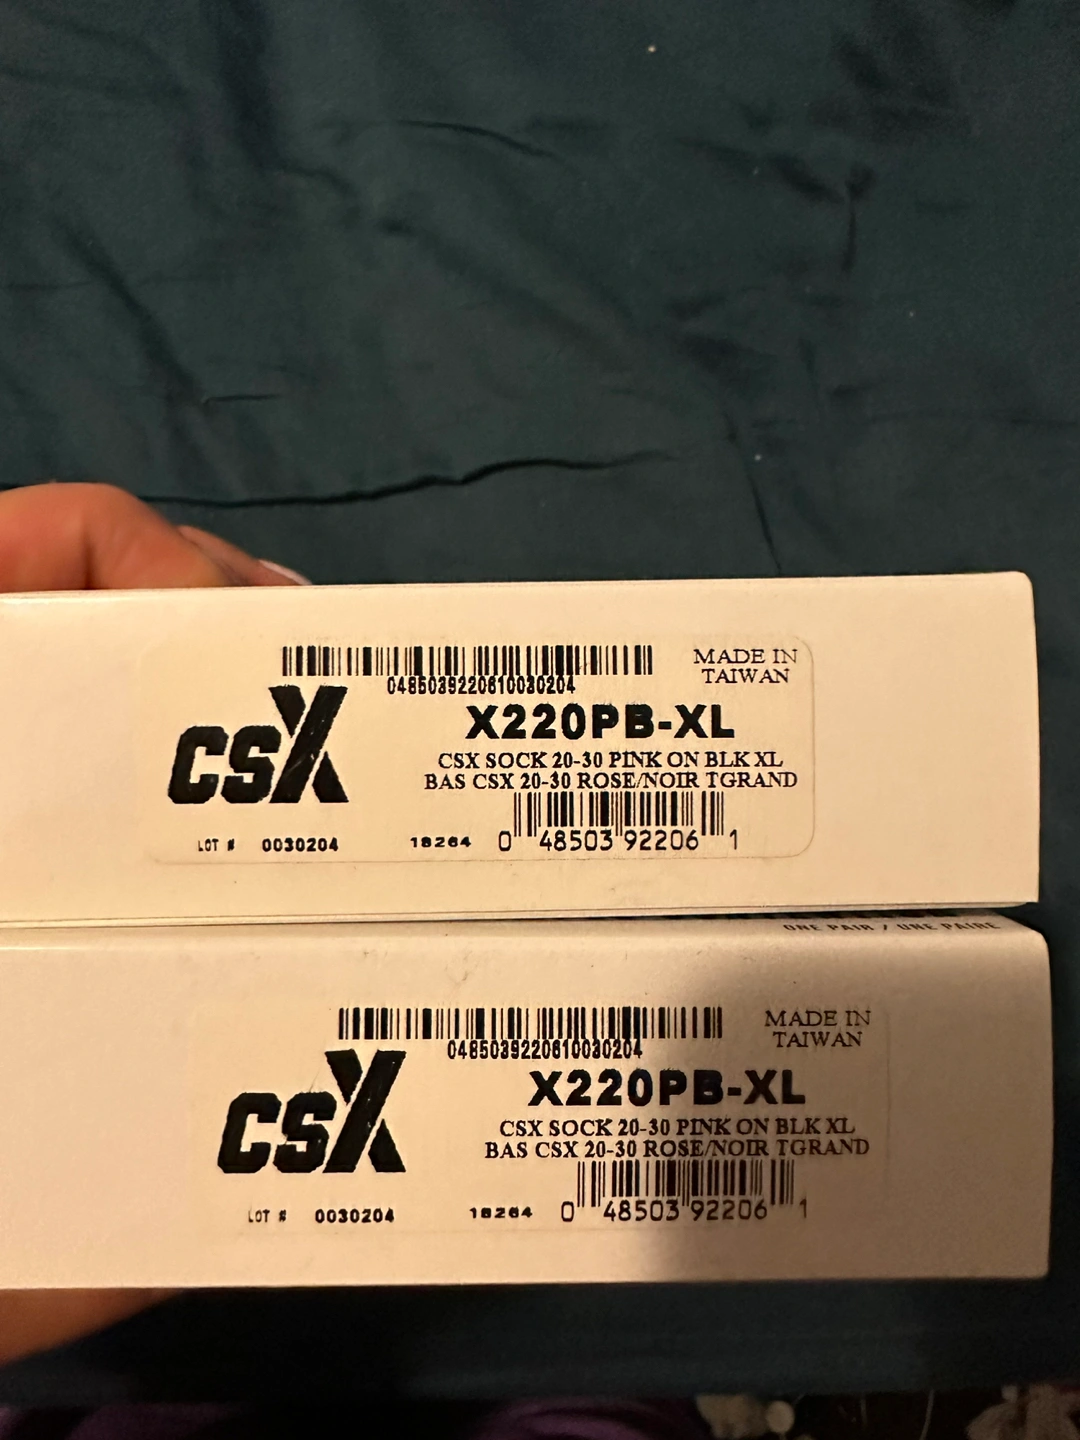 MADE IN
TAIWAN
0485039220610030204
csX
X220PB-XL
CSX SOCK 20-30 PINK ON BLK XL
BAS CSX 20-30 ROSE/NOIR TGRAND
LOT # 0030204 18264 0 48503 92206 1
ONE PAIR / UNE PAIRE
MADE IN
TAIWAN
0485039220610030204
csX
X220PB-XL
CSX SOCK 20-30 PINK ON BLK XL
BAS CSX 20-30 ROSE/NOIR TGRAND
LOT # 0030204 18264 0 48503 92206 1